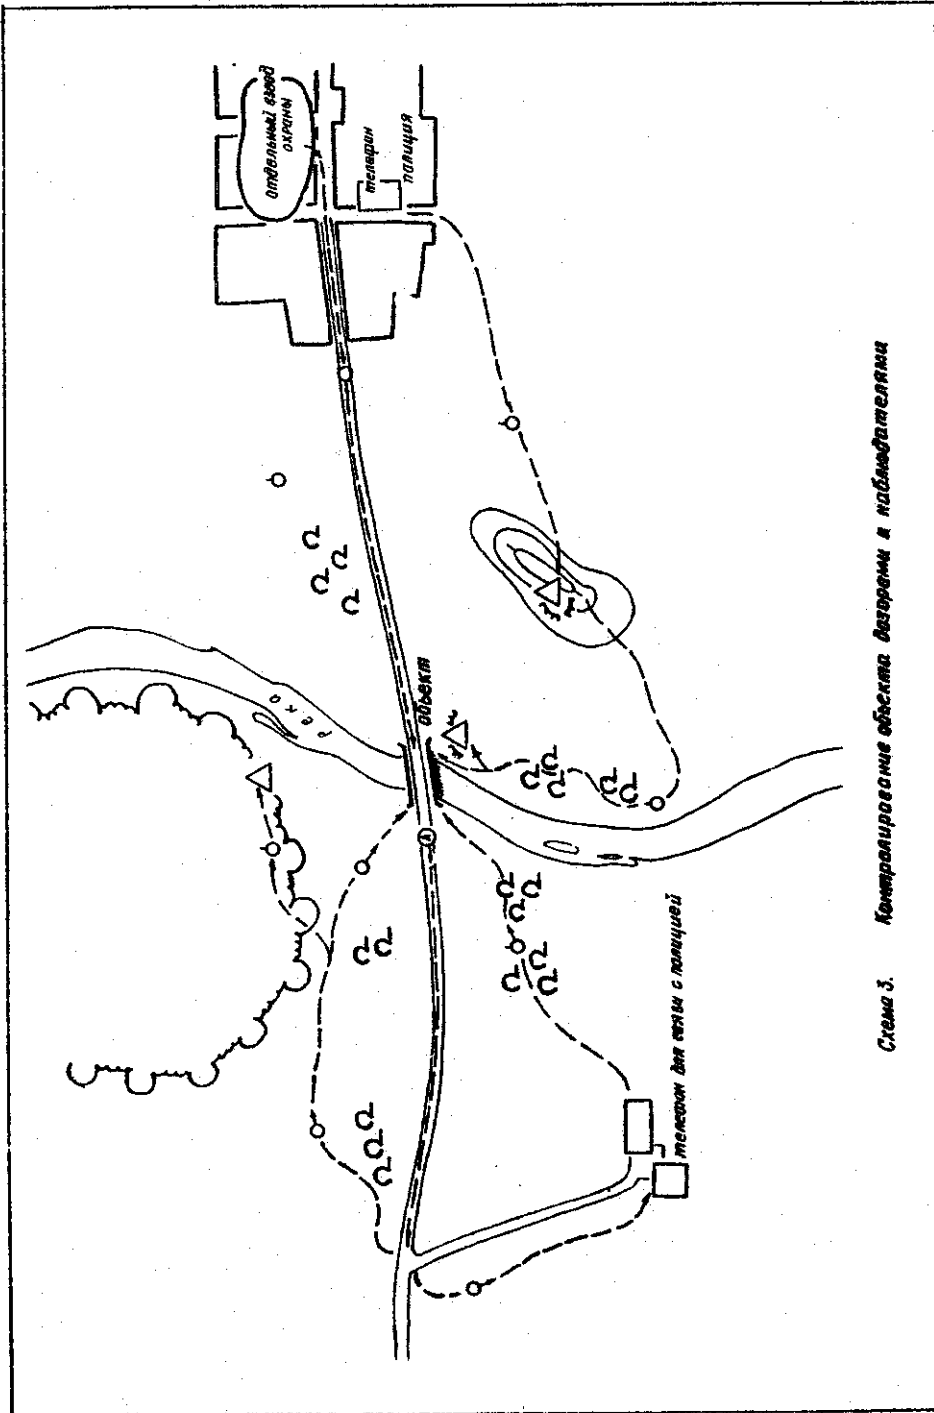 отдельный взвод
охраны
телефон
полиция
река
объект
А
телефон для связи с полицией
Схема 3. Контролирование объекта дозорами и наблюдателями